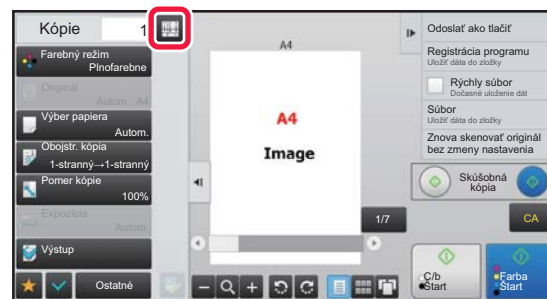 Kópie
1
Farebný režim
Plnofarebne
Originál
Autom. A4
Výber papiera
Autom.
Obojstr. kópia
1-stranný→1-stranný
Pomer kópie
100%
Expozícia
Autom.
Výstup
Ostatné
A4
A4
Image
1/7
Odoslať ako tlačiť
Registrácia programu
Uložiť dáta do zložky
Rýchly súbor
Dočasné uloženie dát
Súbor
Uložiť dáta do zložky
Znova skenovať originál
bez zmeny nastavenia
Skúšobná
kópia
CA
Č/b
Štart
Farba
Štart